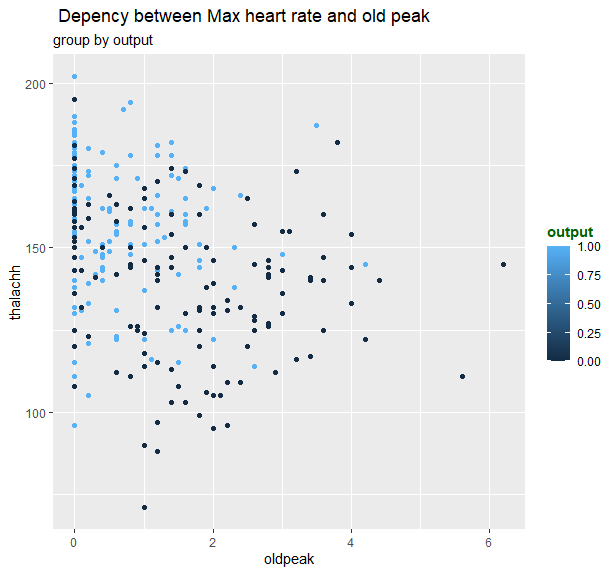 Depency between Max heart rate and old peak
group by output
200
150
100
thalachh
0
2
4
6
oldpeak
output
1.00
0.75
0.50
0.25
0.00